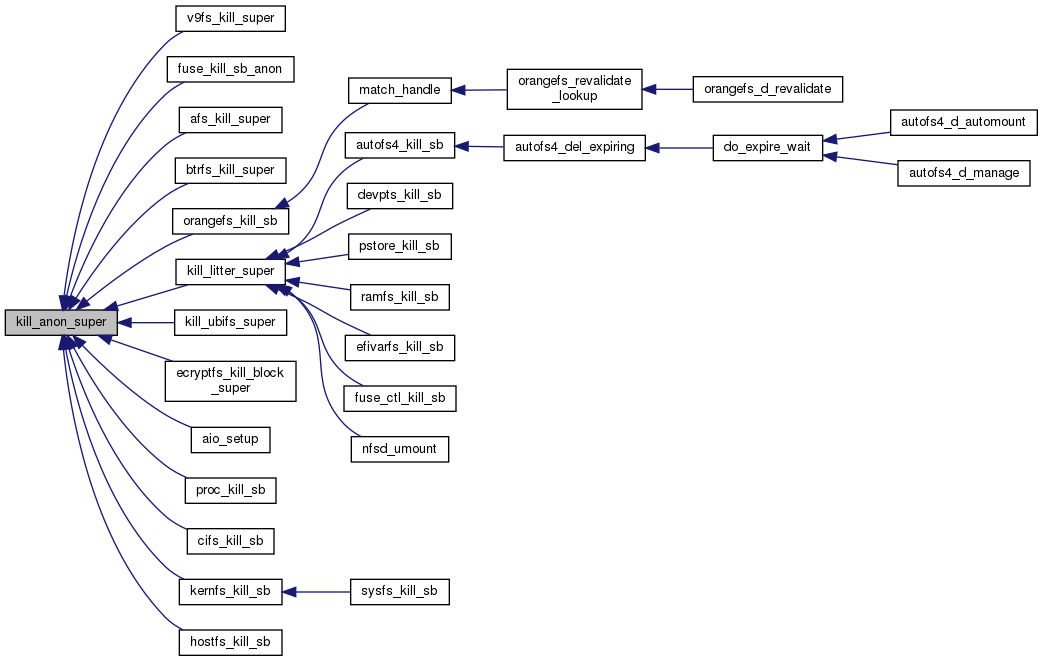 v9fs_kill_super
fuse_kill_sb_anon
match_handle
orangefs_revalidate
_lookup
orangefs_d_revalidate
afs_kill_super
autofs4_kill_sb
autofs4_del_expiring
do_expire_wait
autofs4_d_automount
autofs4_d_manage
btrfs_kill_super
devpts_kill_sb
orangefs_kill_sb
pstore_kill_sb
kill_litter_super
ramfs_kill_sb
kill_anon_super
kill_ubifs_super
efivarfs_kill_sb
ecryptfs_kill_block
_super
fuse_ctl_kill_sb
aio_setup
nfsd_umount
proc_kill_sb
cifs_kill_sb
kernfs_kill_sb
sysfs_kill_sb
hostfs_kill_sb